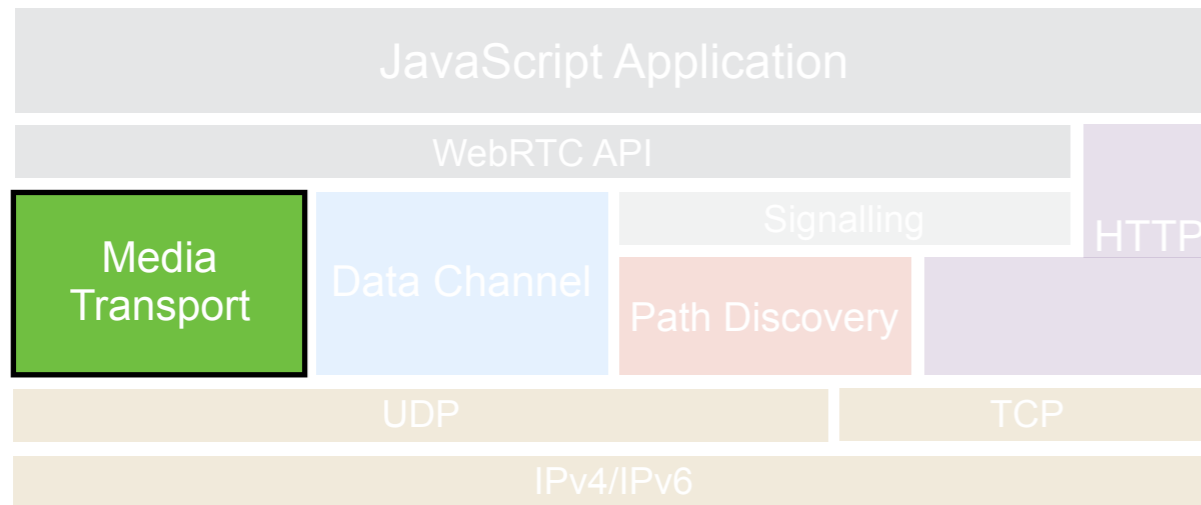 JavaScript Application
WebRTC API
Media
Transport
Data Channel
Signalling
HTTP
Path Discovery
UDP
TCP
IPv4/IPv6